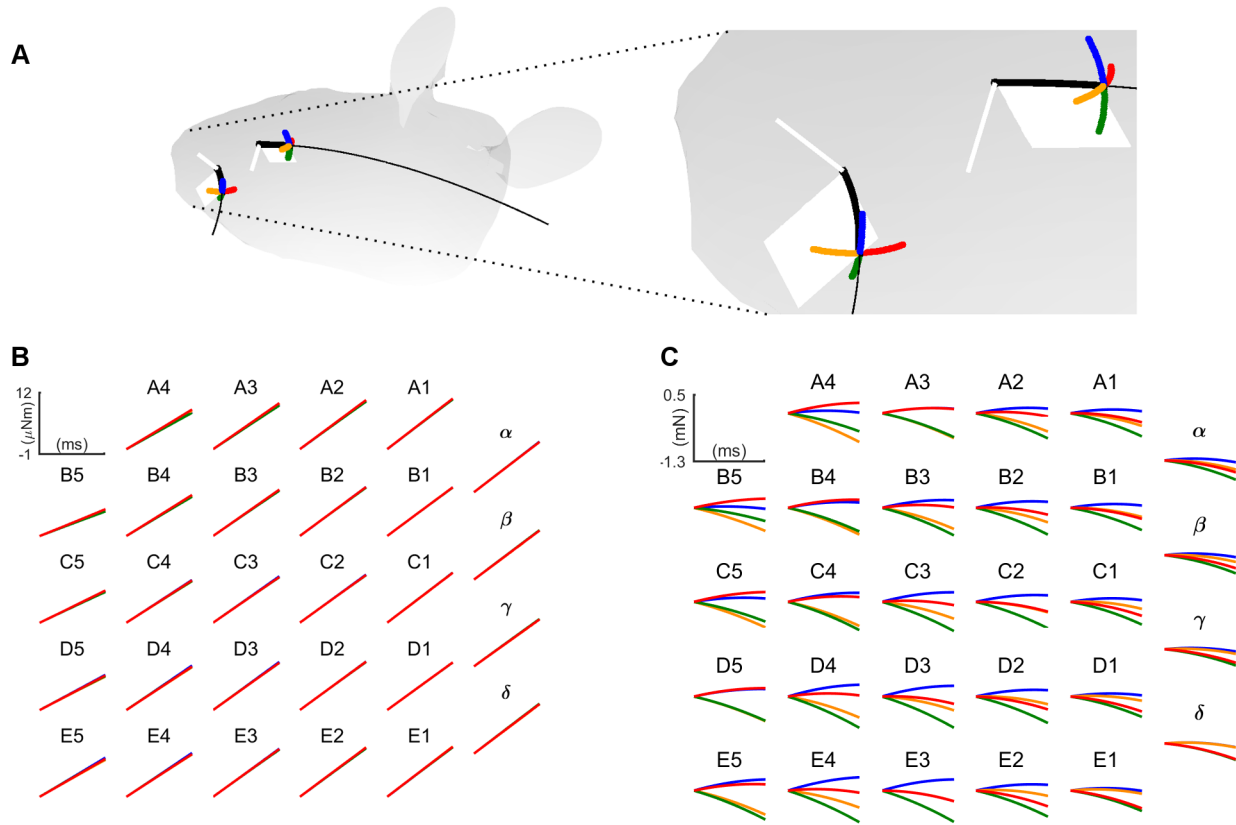 A
B
12
-1
(μNm)
(ms)
A4 A3 A2 A1
α
B5 B4 B3 B2 B1
β
C5 C4 C3 C2 C1
γ
D5 D4 D3 D2 D1
δ
E5 E4 E3 E2 E1
C
0.5
-1.3
(mN)
(ms)
A4 A3 A2 A1
α
B5 B4 B3 B2 B1
β
C5 C4 C3 C2 C1
γ
D5 D4 D3 D2 D1
δ
E5 E4 E3 E2 E1